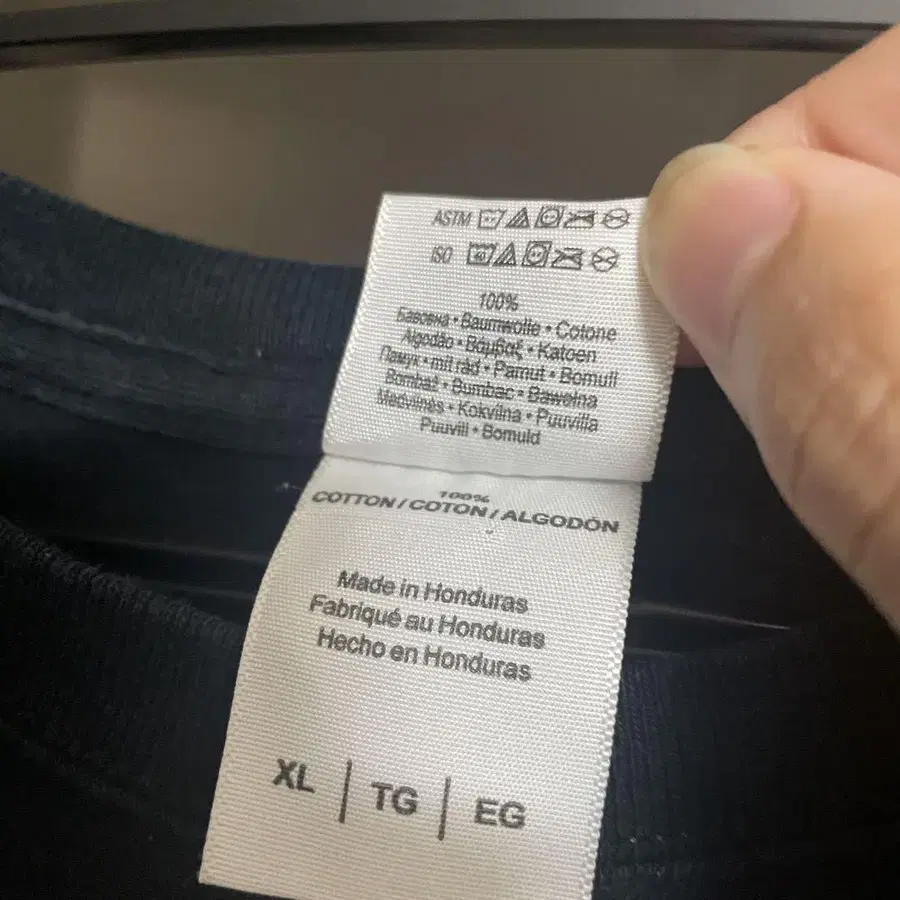 ASTM
ISO
100%
Бавовна • Baumwolle • Cotone
Algodão • Βαμβαξ • Katoen
Памук • mit råd • Pamut • Bomull
Bombaž • Bumbac • Bawełna
Medvilnės • Kokvilna • Puuvilla
Puuvill • Bomuld
100%
COTTON / COTON / ALGODÓN
Made in Honduras
Fabriqué au Honduras
Hecho en Honduras
XL | TG | EG